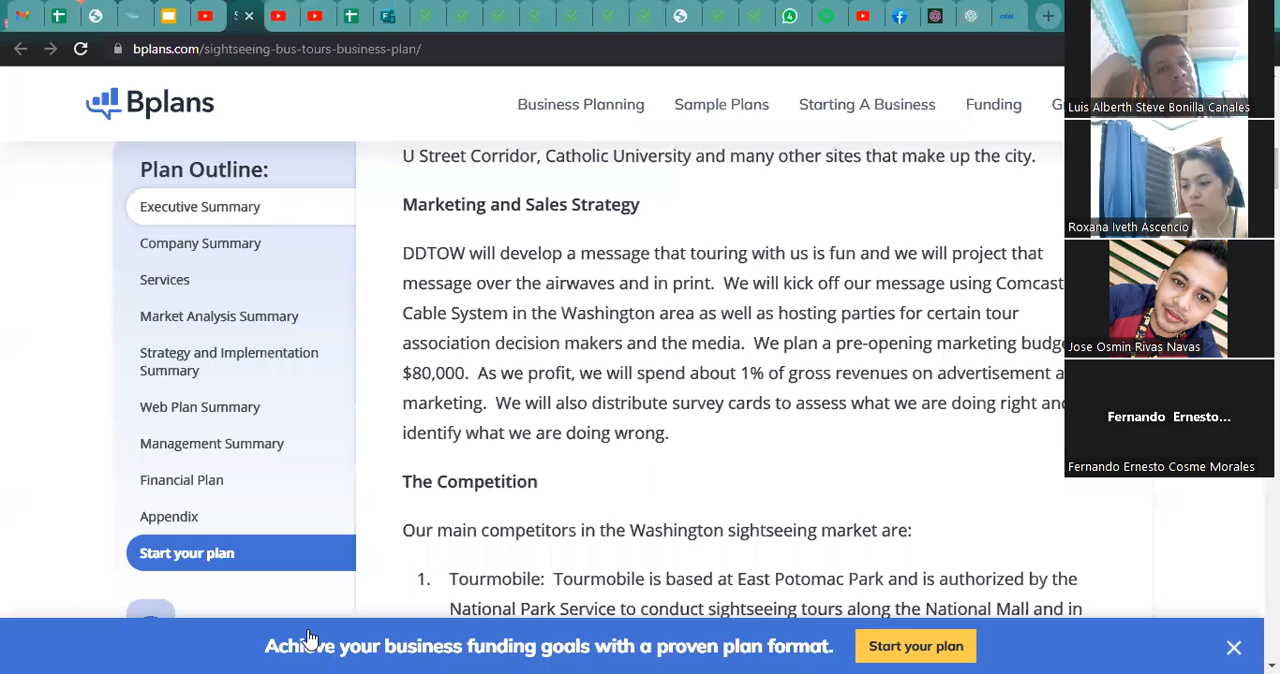 S
4
intel
bplans.com/sightseeing-bus-tours-business-plan/
Bplans
Business Planning
Sample Plans
Starting A Business
Funding
G
Plan Outline:
Executive Summary
Company Summary
Services
Market Analysis Summary
Strategy and Implementation
Summary
Web Plan Summary
Management Summary
Financial Plan
Appendix
Start your plan
U Street Corridor, Catholic University and many other sites that make up the city.
Marketing and Sales Strategy
DDTOW will develop a message that touring with us is fun and we will project that
message over the airwaves and in print. We will kick off our message using Comcast
Cable System in the Washington area as well as hosting parties for certain tour
association decision makers and the media. We plan a pre-opening marketing budg
$80,000. As we profit, we will spend about 1% of gross revenues on advertisement a
marketing. We will also distribute survey cards to assess what we are doing right and
identify what we are doing wrong.
The Competition
Our main competitors in the Washington sightseeing market are:
1. Tourmobile: Tourmobile is based at East Potomac Park and is authorized by the
National Park Service to conduct sightseeing tours along the National Mall and in
Achieve your business funding goals with a proven plan format.
Start your plan
Luis Alberth Steve Bonilla Canales
Roxana Iveth Ascencio
Jose Osmin Rivas Navas
Fernando Ernesto...
Fernando Ernesto Cosme Morales